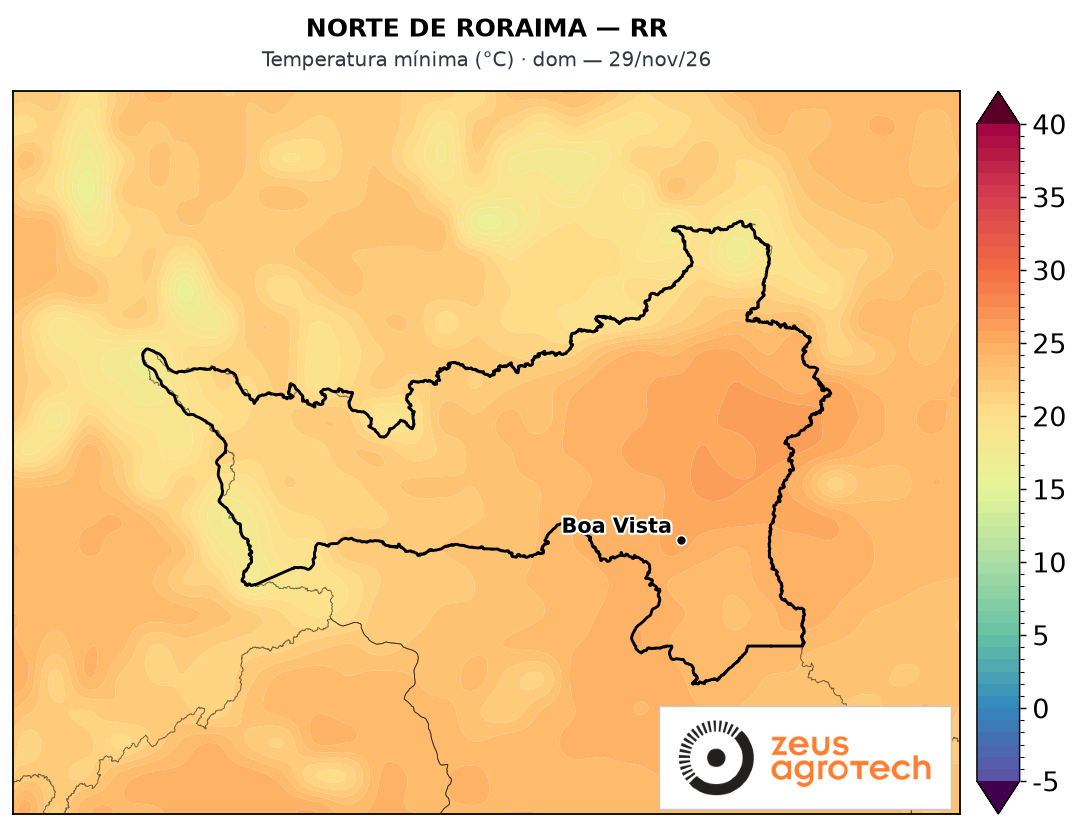 NORTE DE RORAIMA — RR
Temperatura mínima (°C) · dom — 29/nov/26
40
35
30
25
20
15
10
5
0
-5
Boa Vista
zeus
agrotech